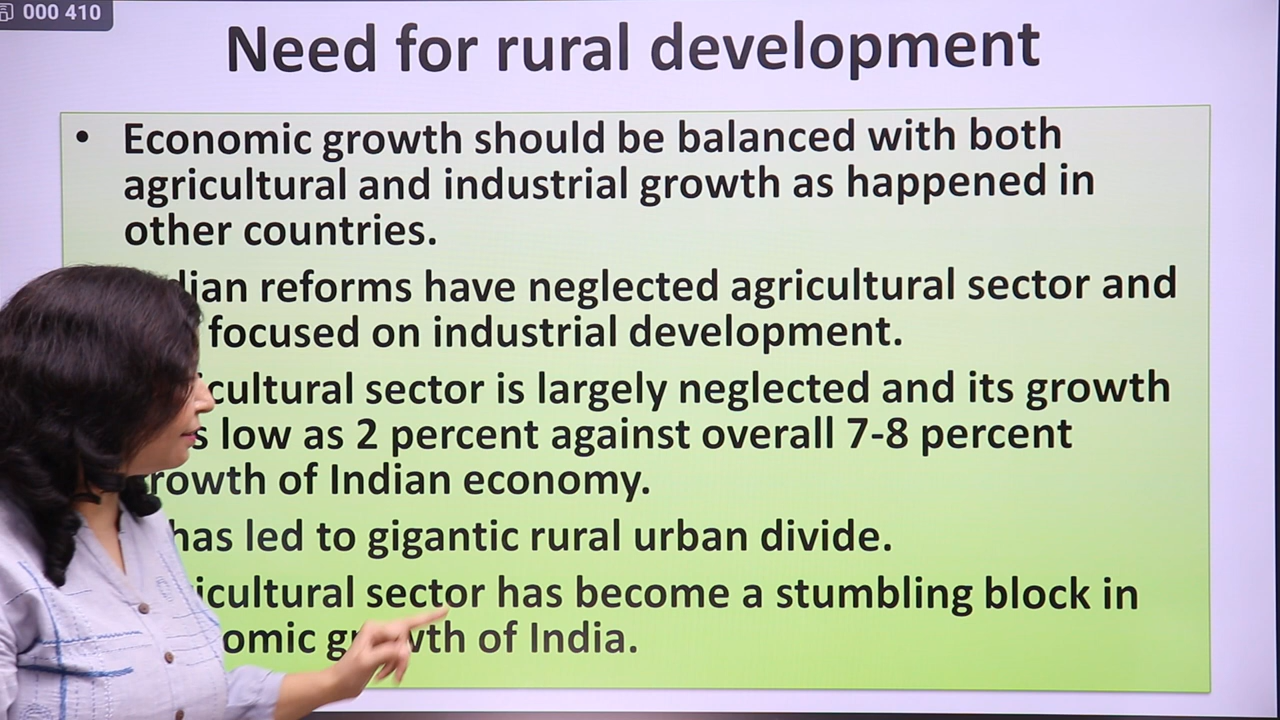 000 410
Need for rural development
• Economic growth should be balanced with both
agricultural and industrial growth as happened in
other countries.
reforms have neglected agricultural sector and
focused on industrial development.
sector is largely neglected and its growth
low as 2 percent against overall 7-8 percent
of Indian economy.
has led to gigantic rural urban divide.
sector has become a stumbling block in
of India.